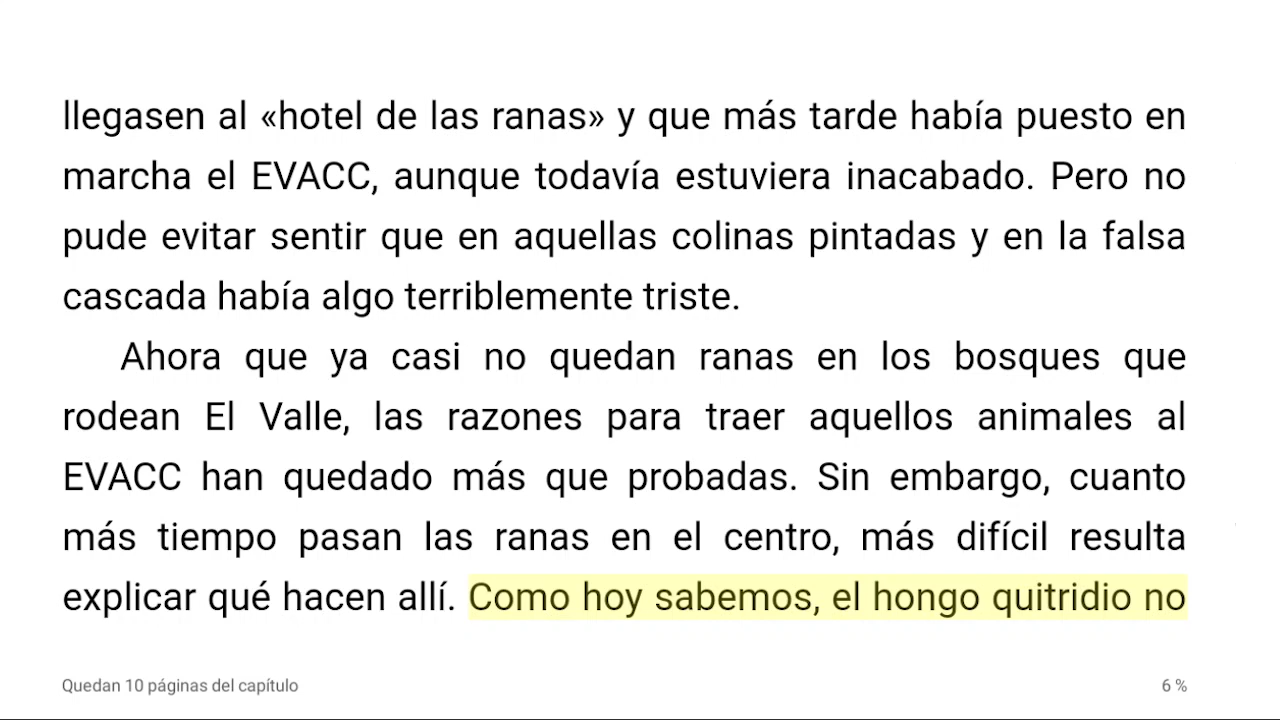 llegasen al «hotel de las ranas» y que más tarde había puesto en
marcha el EVACC, aunque todavía estuviera inacabado. Pero no
pude evitar sentir que en aquellas colinas pintadas y en la falsa
cascada había algo terriblemente triste.
Ahora que ya casi no quedan ranas en los bosques que
rodean El Valle, las razones para traer aquellos animales al
EVACC han quedado más que probadas. Sin embargo, cuanto
más tiempo pasan las ranas en el centro, más difícil resulta
explicar qué hacen allí. Como hoy sabemos, el hongo quitridio no
Quedan 10 páginas del capítulo
6 %